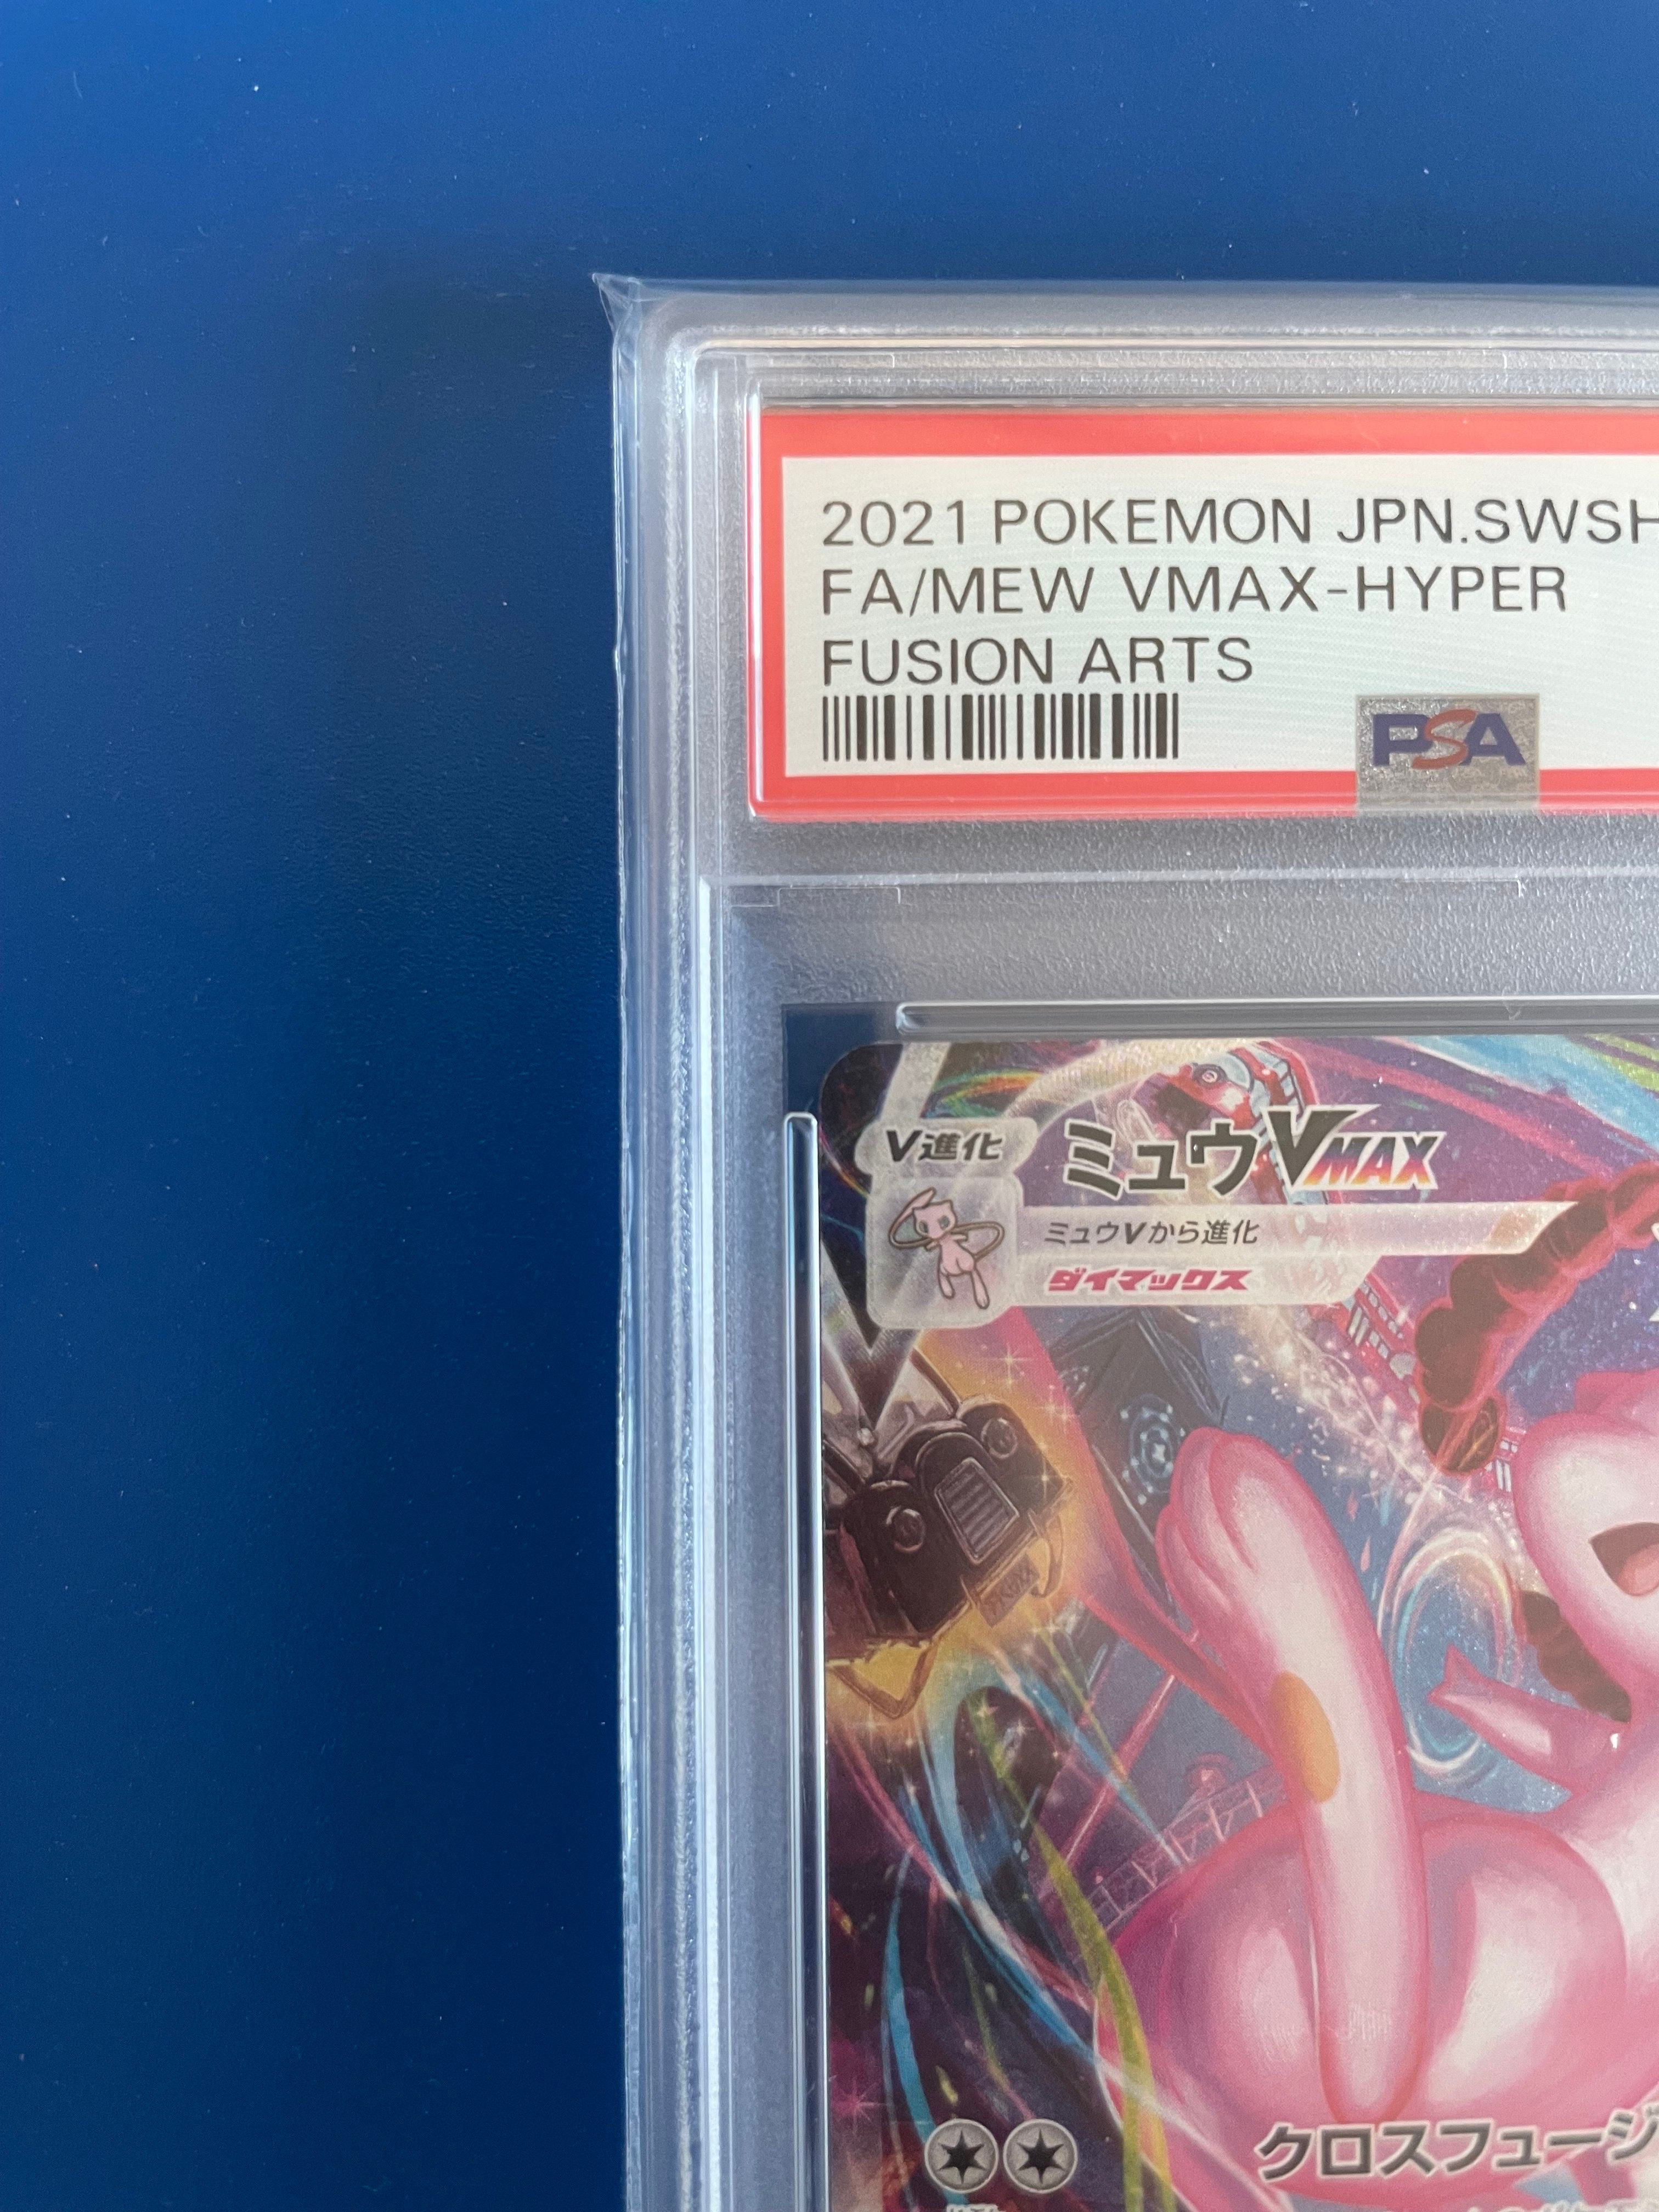 2021 POKEMON JPN.SWSH
FA/MEW VMAX-HYPER
FUSION ARTS
PSA
V進化
ミュウVMAX
ミュウVから進化
ダイマックス
クロスフュージ